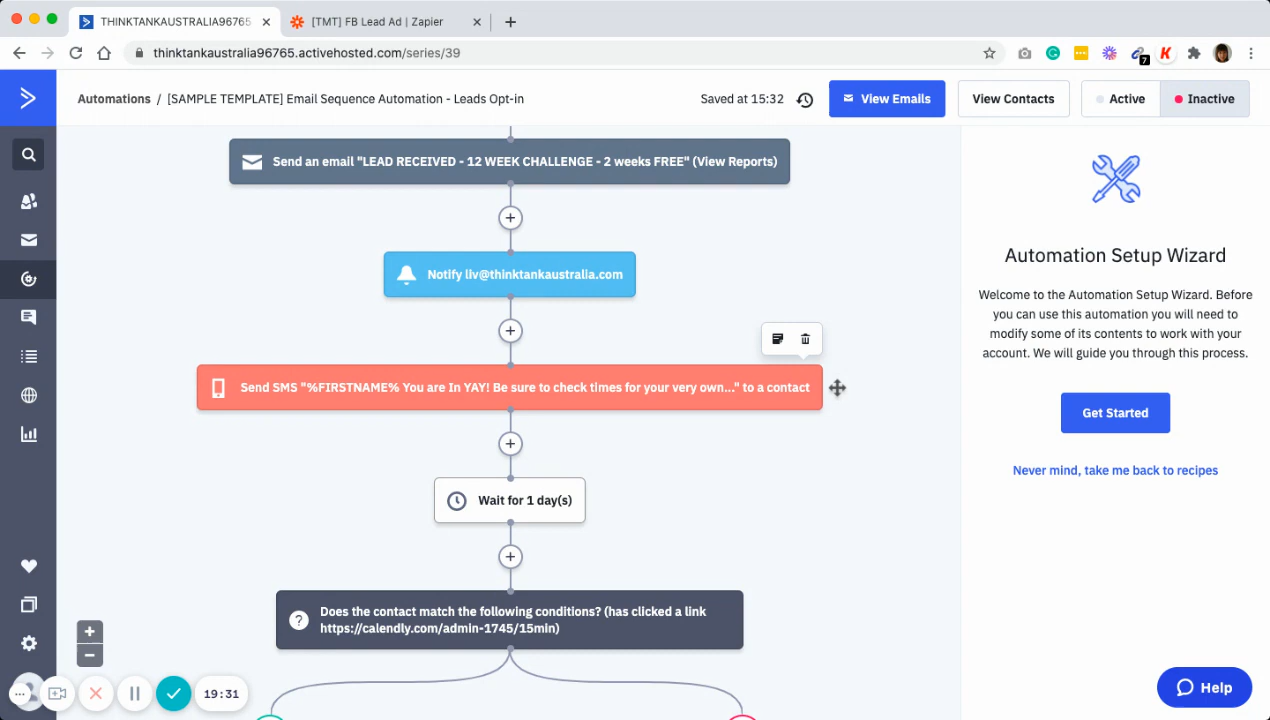 THINKTANKAUSTRALIA96765
[TMT] FB Lead Ad | Zapier
thinktankaustralia96765.activehosted.com/series/39
7
Automations / [SAMPLE TEMPLATE] Email Sequence Automation - Leads Opt-in
Saved at 15:32
View Emails
View Contacts
Active
Inactive
Send an email "LEAD RECEIVED - 12 WEEK CHALLENGE - 2 weeks FREE" (View Reports)
Notify liv@thinktankaustralia.com
Send SMS "%FIRSTNAME% You are In YAY! Be sure to check times for your very own..." to a contact
Wait for 1 day(s)
Does the contact match the following conditions? (has clicked a link
https://calendly.com/admin-1745/15min)
Automation Setup Wizard
Welcome to the Automation Setup Wizard. Before
you can use this automation you will need to
modify some of its contents to work with your
account. We will guide you through this process.
Get Started
Never mind, take me back to recipes
19:31
Help